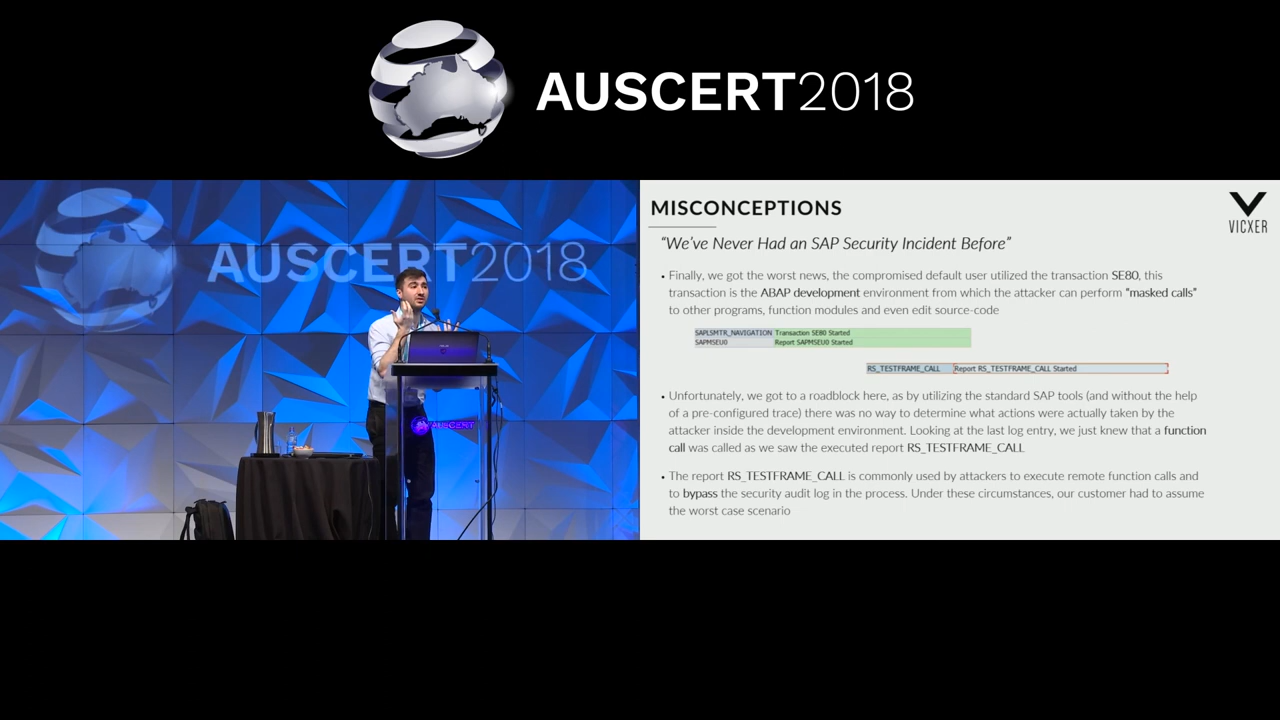 AUSCERT2018
AUSCERT2018
AUSCERT
MISCONCEPTIONS
VICXER
“We’ve Never Had an SAP Security Incident Before”
• Finally, we got the worst news, the compromised default user utilized the transaction SE80, this
transaction is the ABAP development environment from which the attacker can perform “masked calls”
to other programs, function modules and even edit source-code
SAPLSMTR_NAVIGATION Transaction SE80 Started
SAPMSEU0 Report SAPMSEU0 Started
RS_TESTFRAME_CALL Report RS_TESTFRAME_CALL Started
• Unfortunately, we got to a roadblock here, as by utilizing the standard SAP tools (and without the help
of a pre-configured trace) there was no way to determine what actions were actually taken by the
attacker inside the development environment. Looking at the last log entry, we just knew that a function
call was called as we saw the executed report RS_TESTFRAME_CALL
• The report RS_TESTFRAME_CALL is commonly used by attackers to execute remote function calls and
to bypass the security audit log in the process. Under these circumstances, our customer had to assume
the worst case scenario